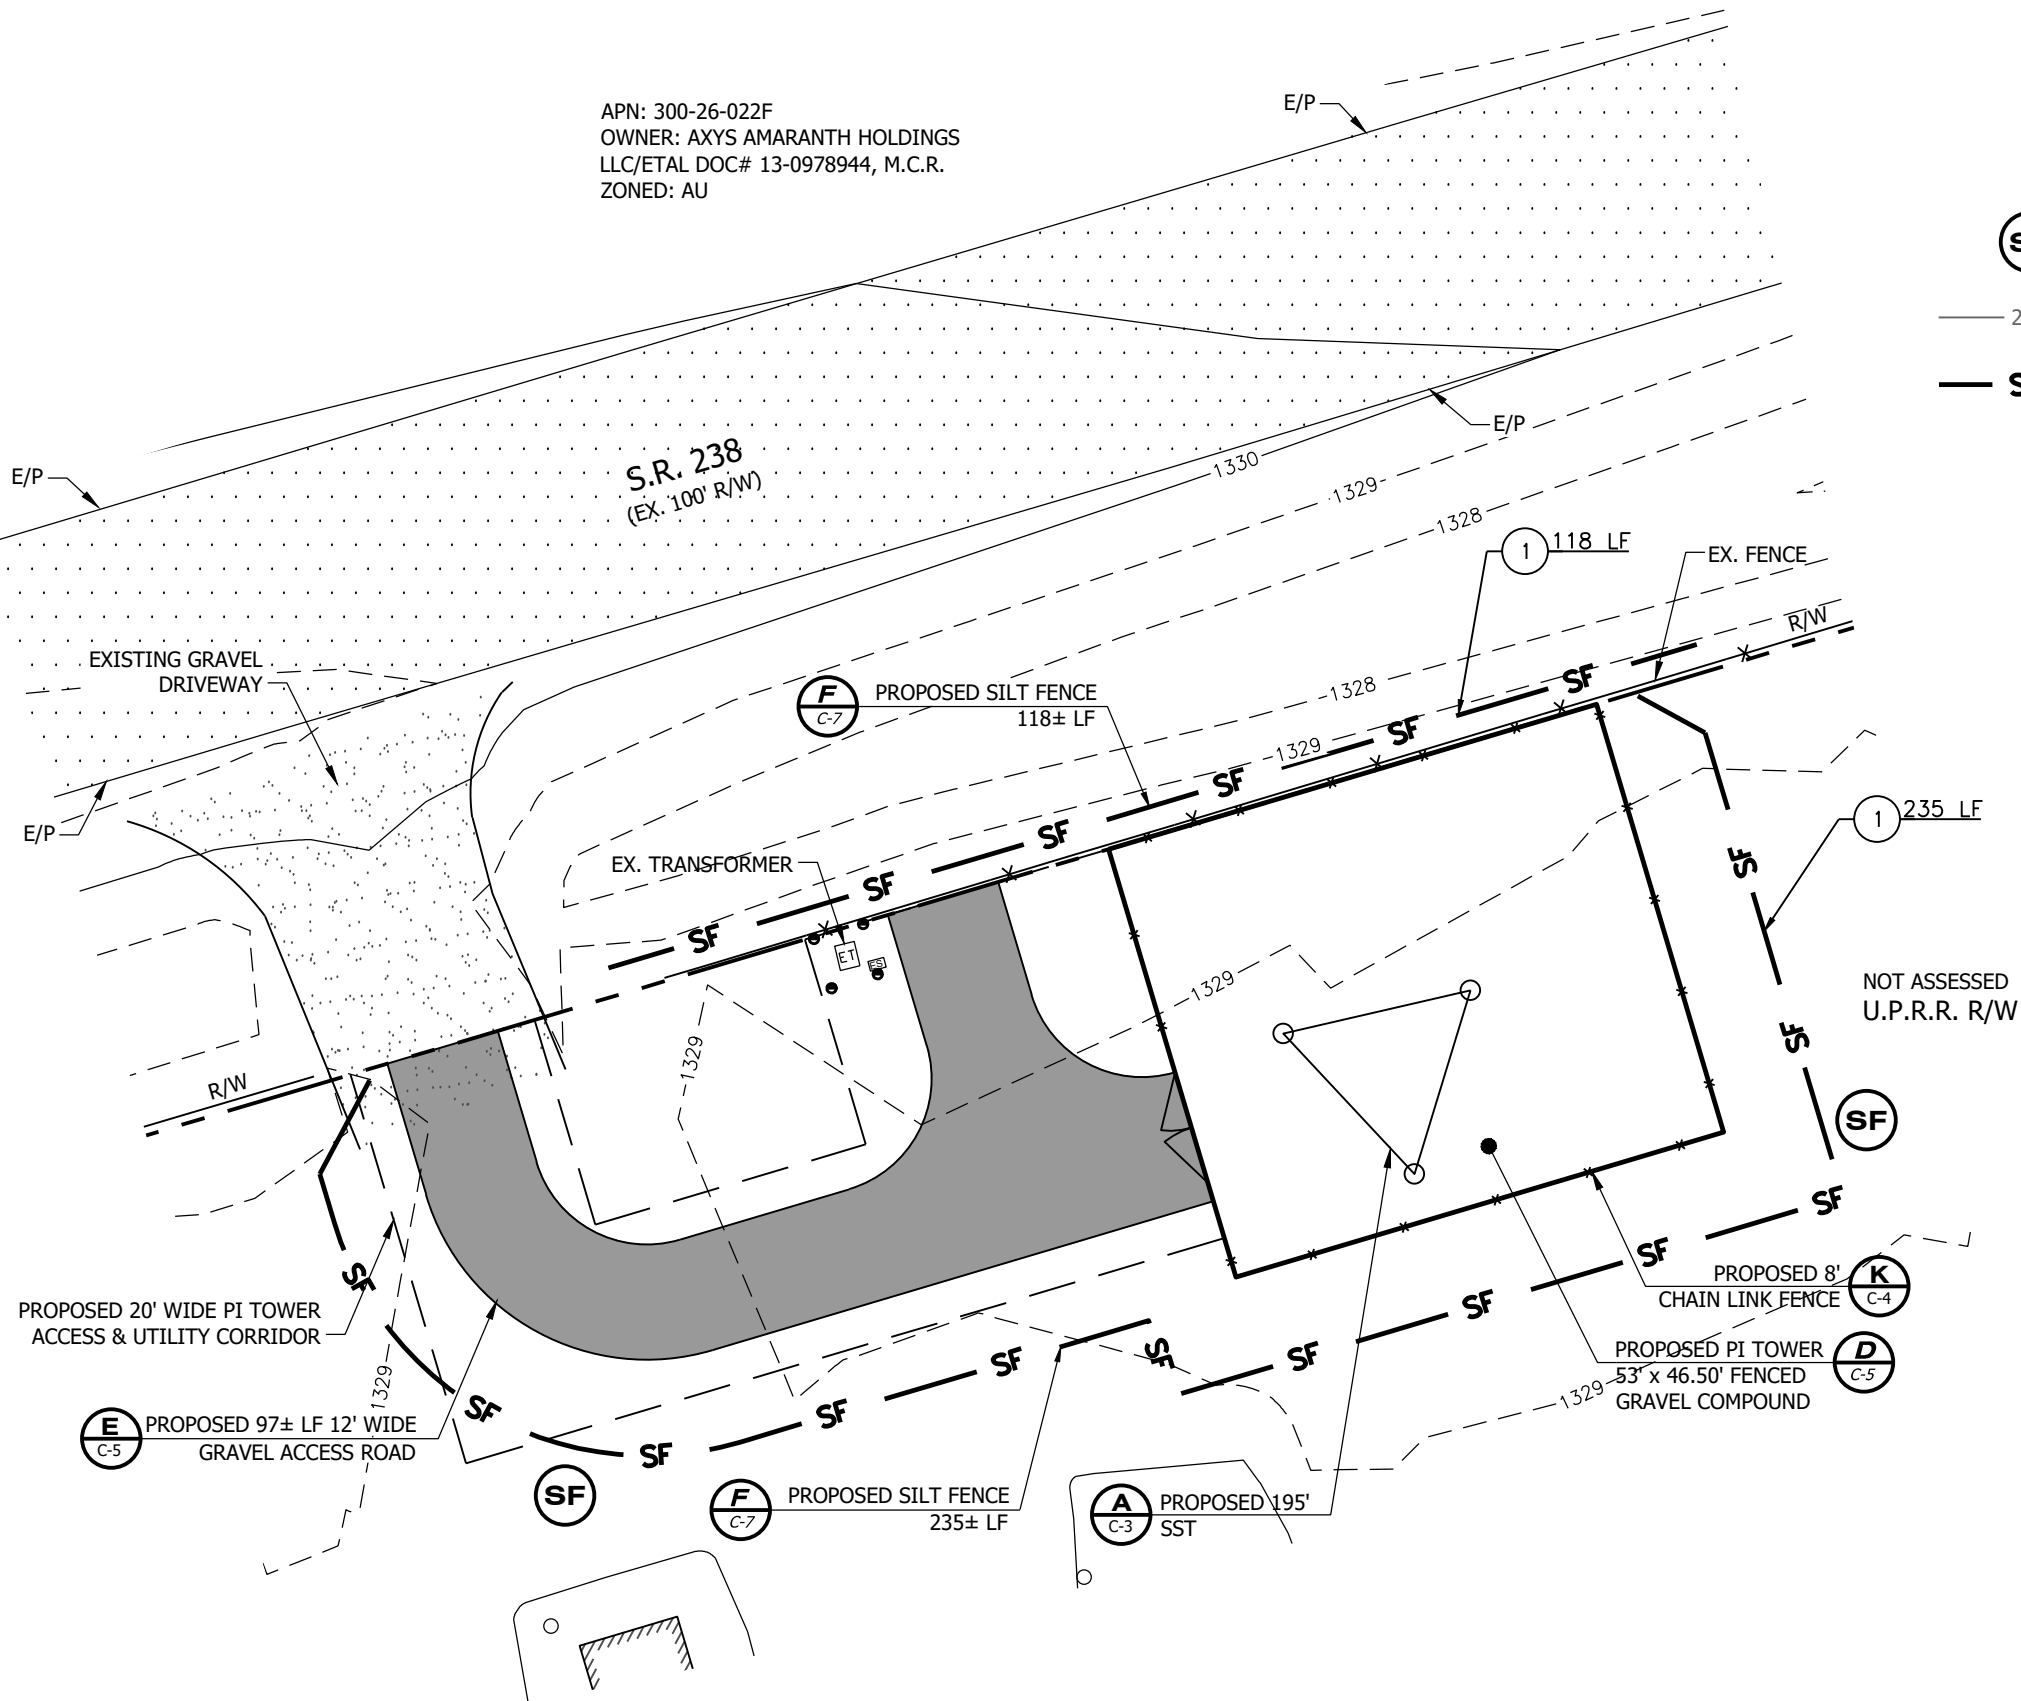 APN: 300-26-022F
OWNER: AXYS AMARANTH HOLDINGS
LLC/ETAL DOC# 13-0978944, M.C.R.
ZONED: AU
E/P
E/P
E/P
S.R. 238
(EX. 100' R/W)
1330
1329
1328
1 118 LF
EX. FENCE
R/W
EXISTING GRAVEL
DRIVEWAY
F
C-7
PROPOSED SILT FENCE
118± LF
1328
1329
SF
SF
SF
SF
SF
SF
E/P
EX. TRANSFORMER
ET
ES
1 235 LF
SF
SF
NOT ASSESSED
U.P.R.R. R/W
1329
1329
R/W
SF
SF
SF
PROPOSED 20' WIDE PI TOWER
ACCESS & UTILITY CORRIDOR
1329
SF
SF
SF
SF
SF
SF
SF
SF
SF
PROPOSED 8'
CHAIN LINK FENCE
K
C-4
PROPOSED PI TOWER
53' x 46.50' FENCED
GRAVEL COMPOUND
D
C-5
1329
E
C-5
PROPOSED 97± LF 12' WIDE
GRAVEL ACCESS ROAD
SF
F
C-7
PROPOSED SILT FENCE
235± LF
A
C-3
PROPOSED 195'
SST